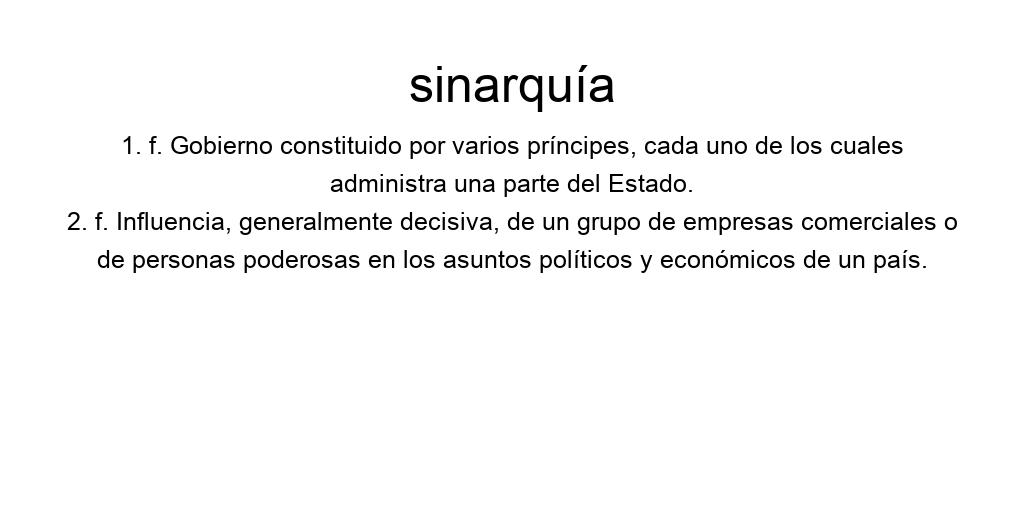 sinarquía
1. f. Gobierno constituido por varios príncipes, cada uno de los cuales
administra una parte del Estado.
2. f. Influencia, generalmente decisiva, de un grupo de empresas comerciales o
de personas poderosas en los asuntos políticos y económicos de un país.